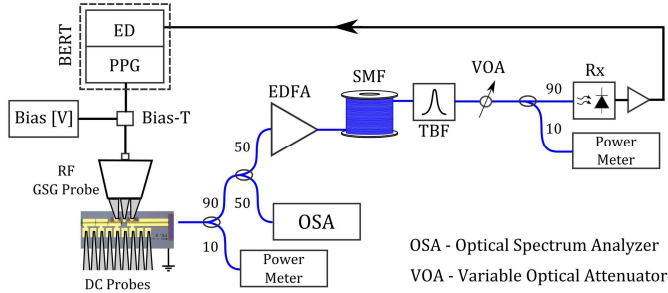 BERT
ED
PPG
Bias [V]
Bias-T
RF
GSG Probe
DC Probes
90
10
50
50
EDFA
OSA
Power
Meter
SMF
TBF
VOA
90
10
Rx
Power
Meter
OSA - Optical Spectrum Analyzer
VOA - Variable Optical Attenuator